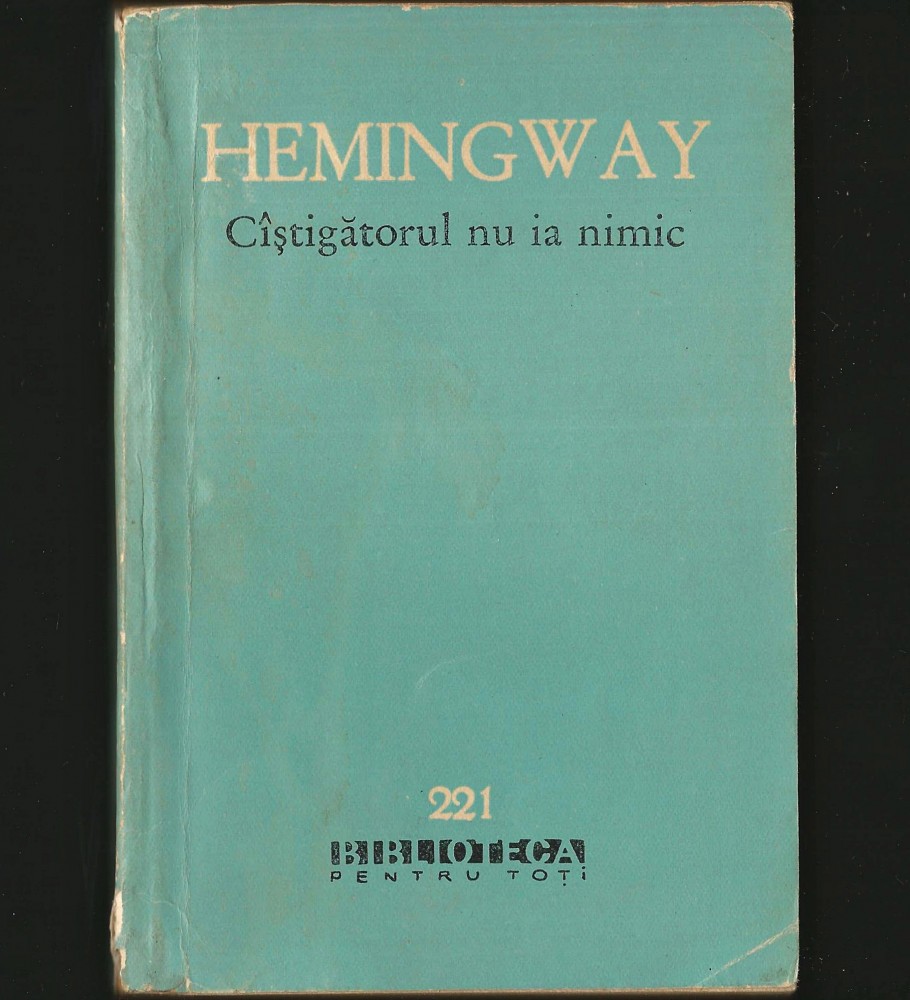 HEMINGWAY
Cîştigătorul nu ia nimic
221
BIBLIOTECA
PENTRU TOȚi